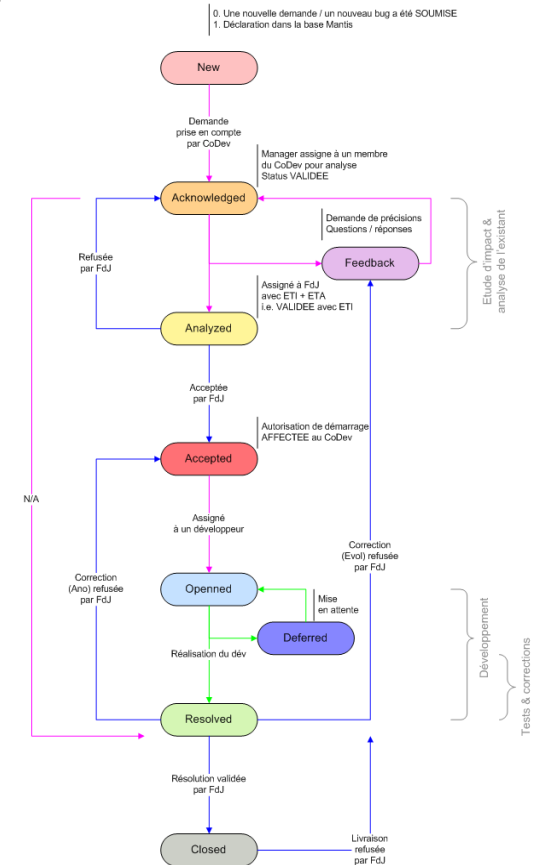 0. Une nouvelle demande / un nouveau bug a été SOUMISE
1. Déclaration dans la base Mantis
New
Demande
prise en compte
par CoDev
Manager assigne à un membre
du CoDev pour analyse
Status VALIDEE
Acknowledged
Demande de précisions
Questions / réponses
Feedback
Refusée
par FdJ
Assigné à FdJ
avec ETI + ETA
i.e. VALIDEE avec ETI
Etude d'impact &
analyse de l'existant
Analyzed
Acceptée
par FdJ
Autorisation de démarrage
AFFECTEE au CoDev
Accepted
N/A
Assigné
à un développeur
Correction
(Evol) refusée
par FdJ
Correction
(Ano) refusée
par FdJ
Openned
Mise
en attente
Deferred
Développement
Réalisation du dév
Tests & corrections
Resolved
Résolution validée
par FdJ
Closed
Livraison
refusée
par FdJ